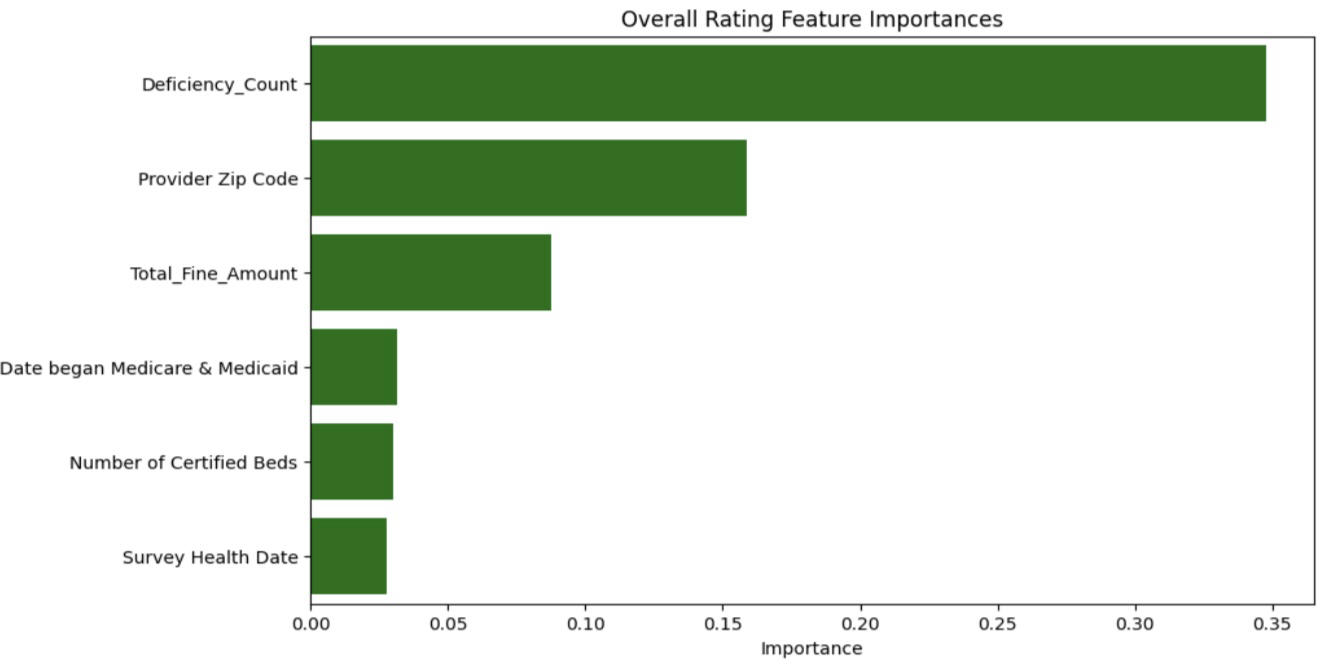 Overall Rating Feature Importances
Deficiency_Count
Provider Zip Code
Total_Fine_Amount
Date began Medicare & Medicaid
Number of Certified Beds
Survey Health Date
0.00 0.05 0.10 0.15 0.20 0.25 0.30 0.35
Importance